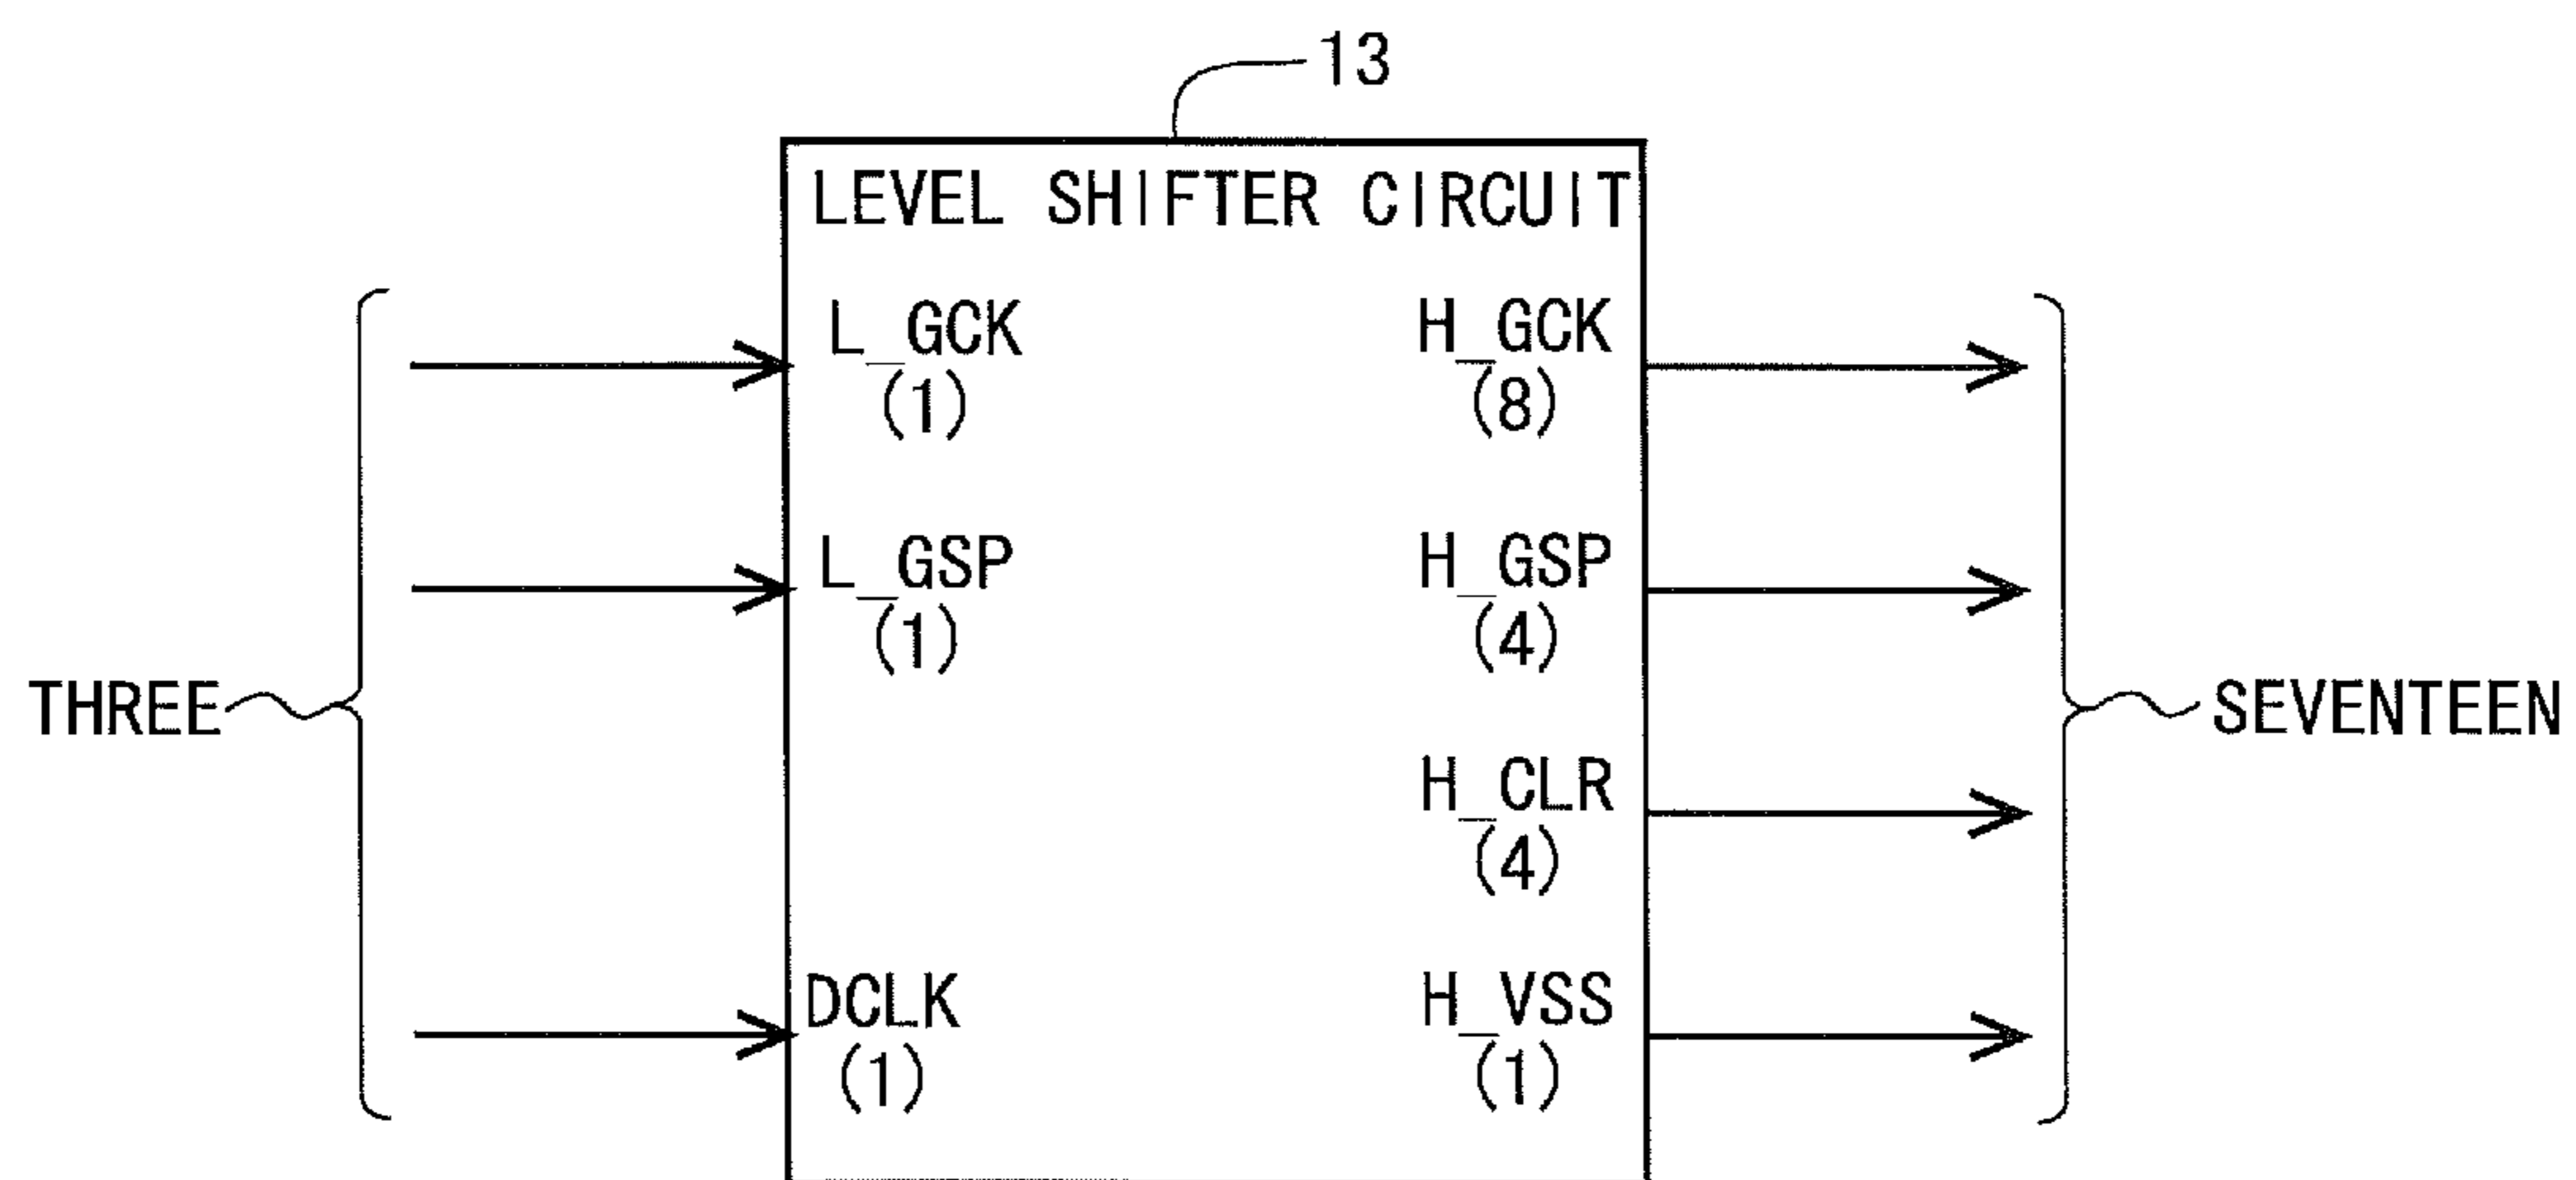 13
LEVEL SHIFTER CIRCUIT
L_GCK
(1)
H_GCK
(8)
L_GSP
(1)
H_GSP
(4)
THREE
SEVENTEEN
H_CLR
(4)
DCLK
(1)
H_VSS
(1)